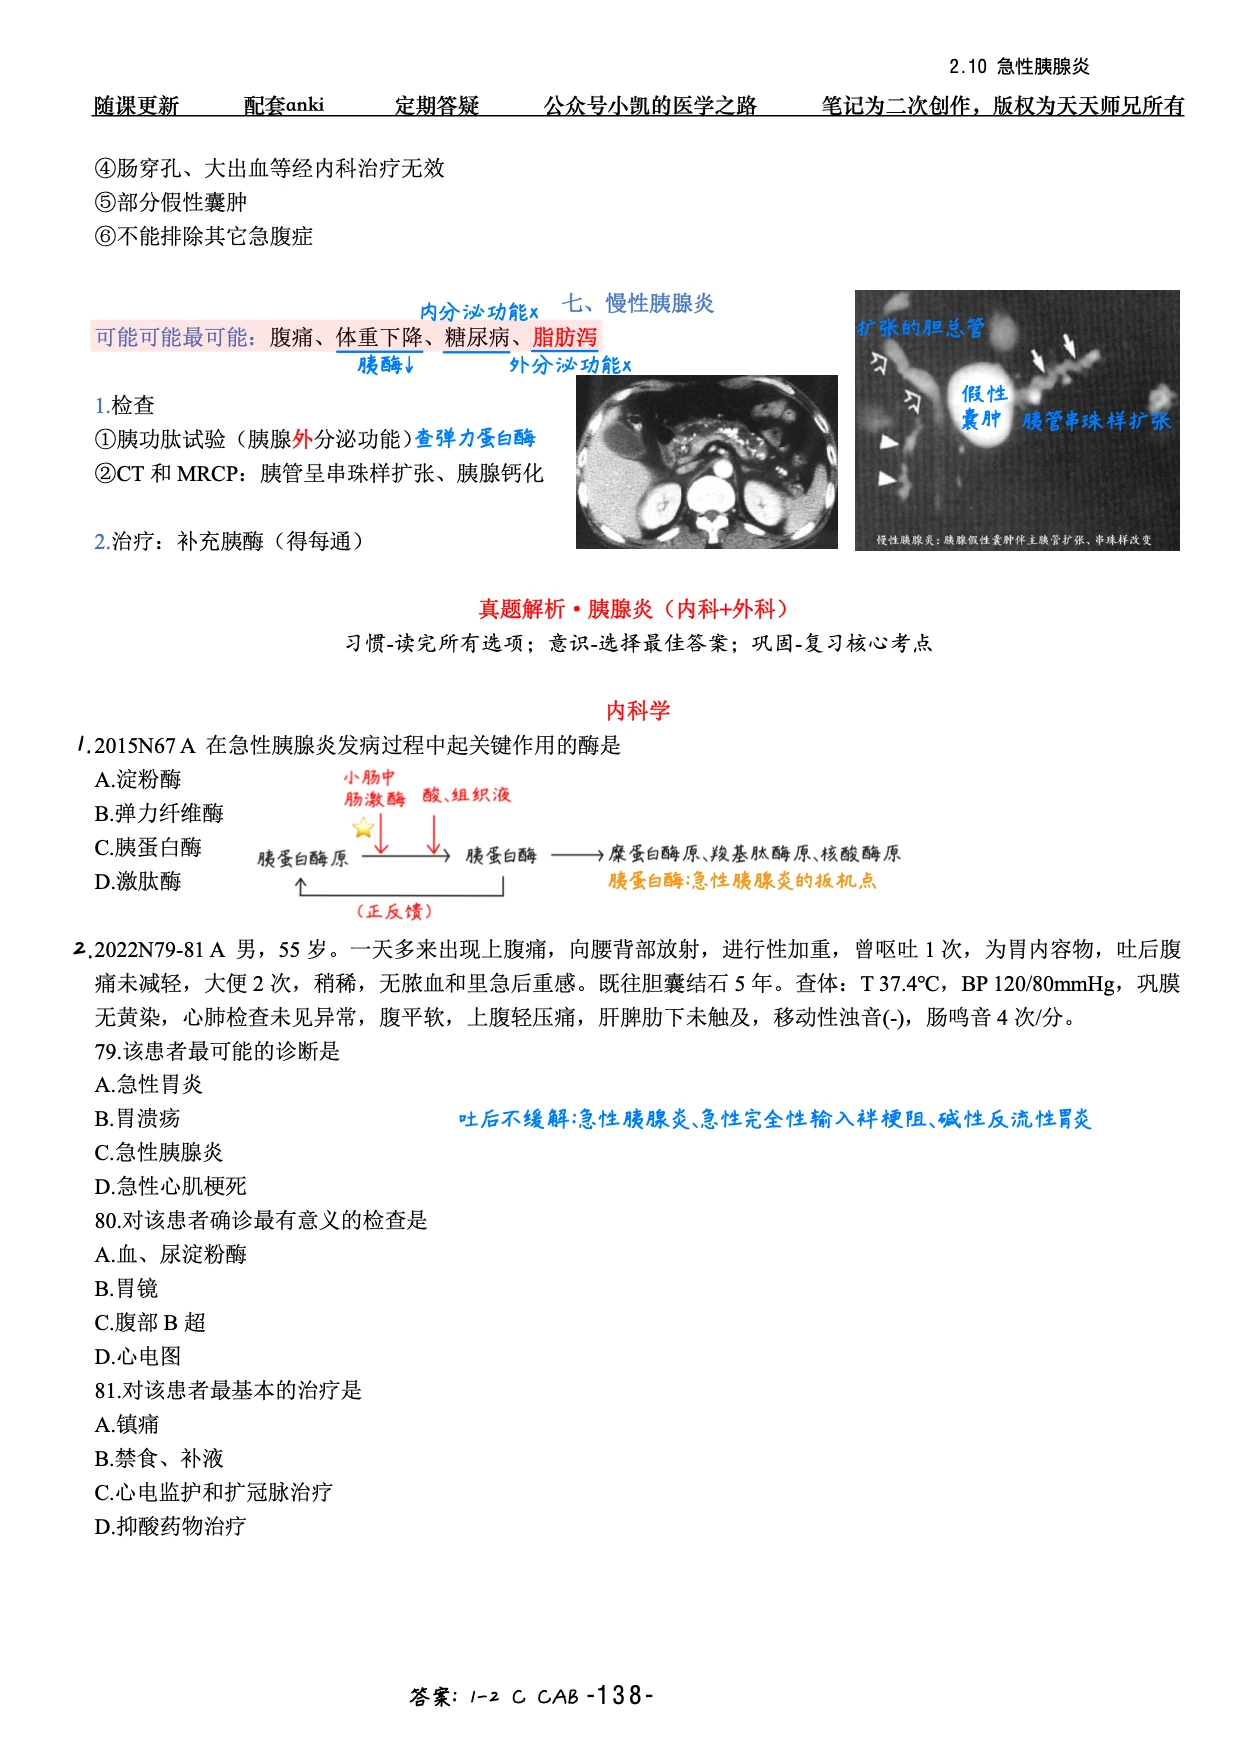 2.10 急性胰腺炎
随课更新 配套anki 定期答疑 公众号小凯的医学之路 笔记为二次创作，版权为天天师兄所有
④肠穿孔、大出血等经内科治疗无效
⑤部分假性囊肿
⑥不能排除其它急腹症
七、慢性胰腺炎
内分泌功能x
可能可能最可能：腹痛、体重下降、糖尿病、脂肪泻
胰酶↓ 外分泌功能x
1.检查
①胰功肽试验（胰腺外分泌功能）查弹力蛋白酶
②CT 和 MRCP：胰管呈串珠样扩张、胰腺钙化
2.治疗：补充胰酶（得每通）
扩张的胆总管
假性
囊肿
胰管串珠样扩张
慢性胰腺炎：胰腺假性囊肿伴主胰管扩张、串珠样改变
真题解析·胰腺炎（内科+外科）
习惯-读完所有选项；意识-选择最佳答案；巩固-复习核心考点
内科学
1.2015N67 A 在急性胰腺炎发病过程中起关键作用的酶是
A.淀粉酶
B.弹力纤维酶
C.胰蛋白酶
D.激肽酶
小肠中
肠激酶 酸、组织液
胰蛋白酶原 胰蛋白酶 糜蛋白酶原、羧基肽酶原、核酸酶原
胰蛋白酶：急性胰腺炎的扳机点
（正反馈）
2.2022N79-81 A 男，55 岁。一天多来出现上腹痛，向腰背部放射，进行性加重，曾呕吐 1 次，为胃内容物，吐后腹
痛未减轻，大便 2 次，稍稀，无脓血和里急后重感。既往胆囊结石 5 年。查体：T 37.4℃，BP 120/80mmHg，巩膜
无黄染，心肺检查未见异常，腹平软，上腹轻压痛，肝脾肋下未触及，移动性浊音(-)，肠鸣音 4 次/分。
79.该患者最可能的诊断是
A.急性胃炎
B.胃溃疡
C.急性胰腺炎
D.急性心肌梗死
吐后不缓解：急性胰腺炎、急性完全性输入袢梗阻、碱性反流性胃炎
80.对该患者确诊最有意义的检查是
A.血、尿淀粉酶
B.胃镜
C.腹部 B 超
D.心电图
81.对该患者最基本的治疗是
A.镇痛
B.禁食、补液
C.心电监护和扩冠脉治疗
D.抑酸药物治疗
答案：1-2 C CAB -138-